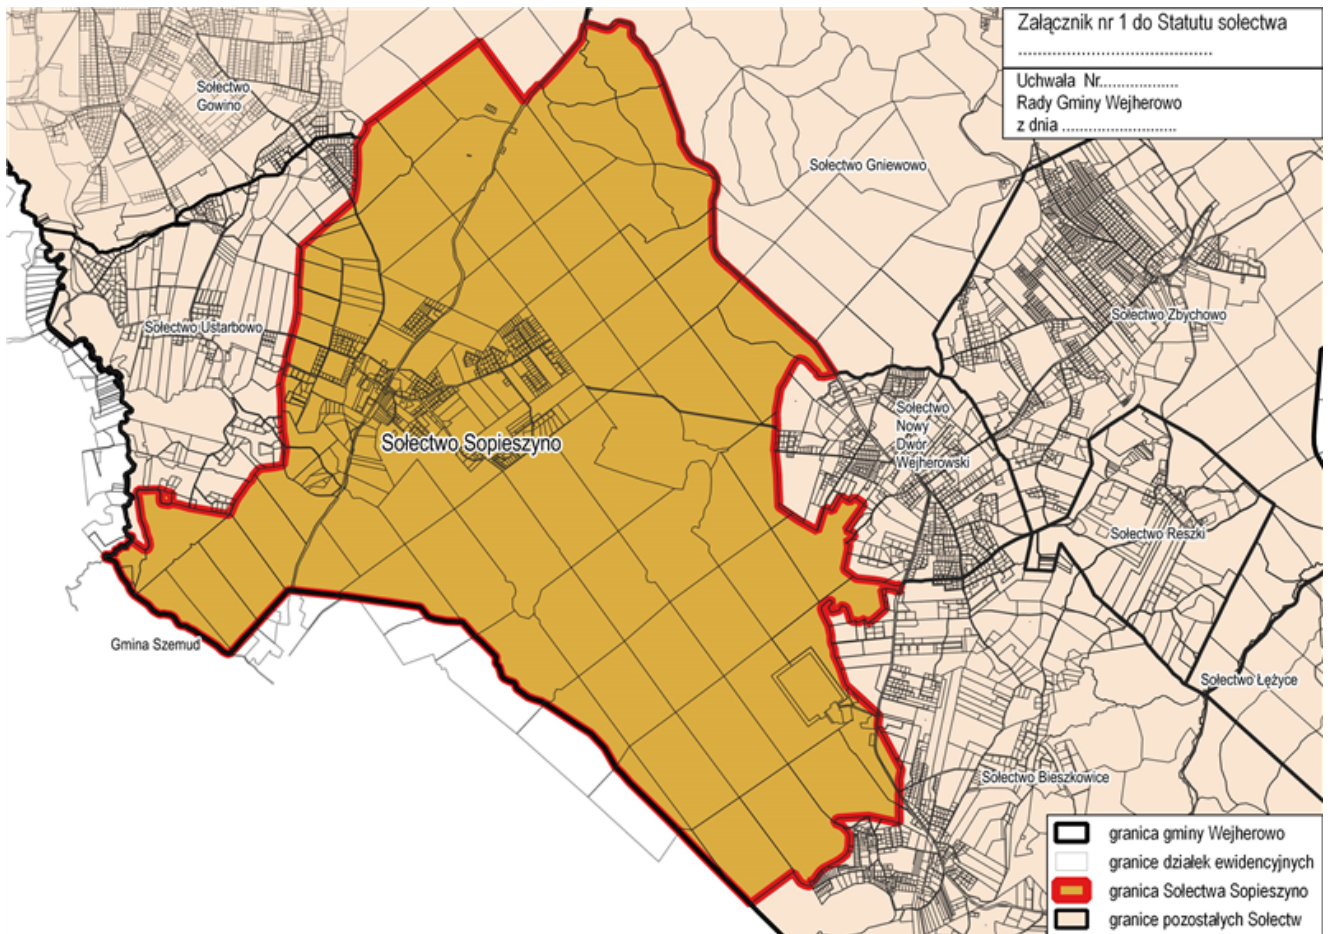 Załącznik nr 1 do Statutu sołectwa
..........................................
Uchwała Nr...................
Rady Gminy Wejherowo
z dnia ...........................
Sołectwo
Gowino
Sołectwo Gniewowo
Sołectwo Ustarbowo
Sołectwo Zbychowo
Sołectwo
Nowy
Dwór
Wejherowski
Sołectwo Sopieszyno
Sołectwo Reszki
Gmina Szemud
Sołectwo Łężyce
Sołectwo Bieszkowice
granica gminy Wejherowo
granice działek ewidencyjnych
granica Sołectwa Sopieszyno
granice pozostałych Sołectw